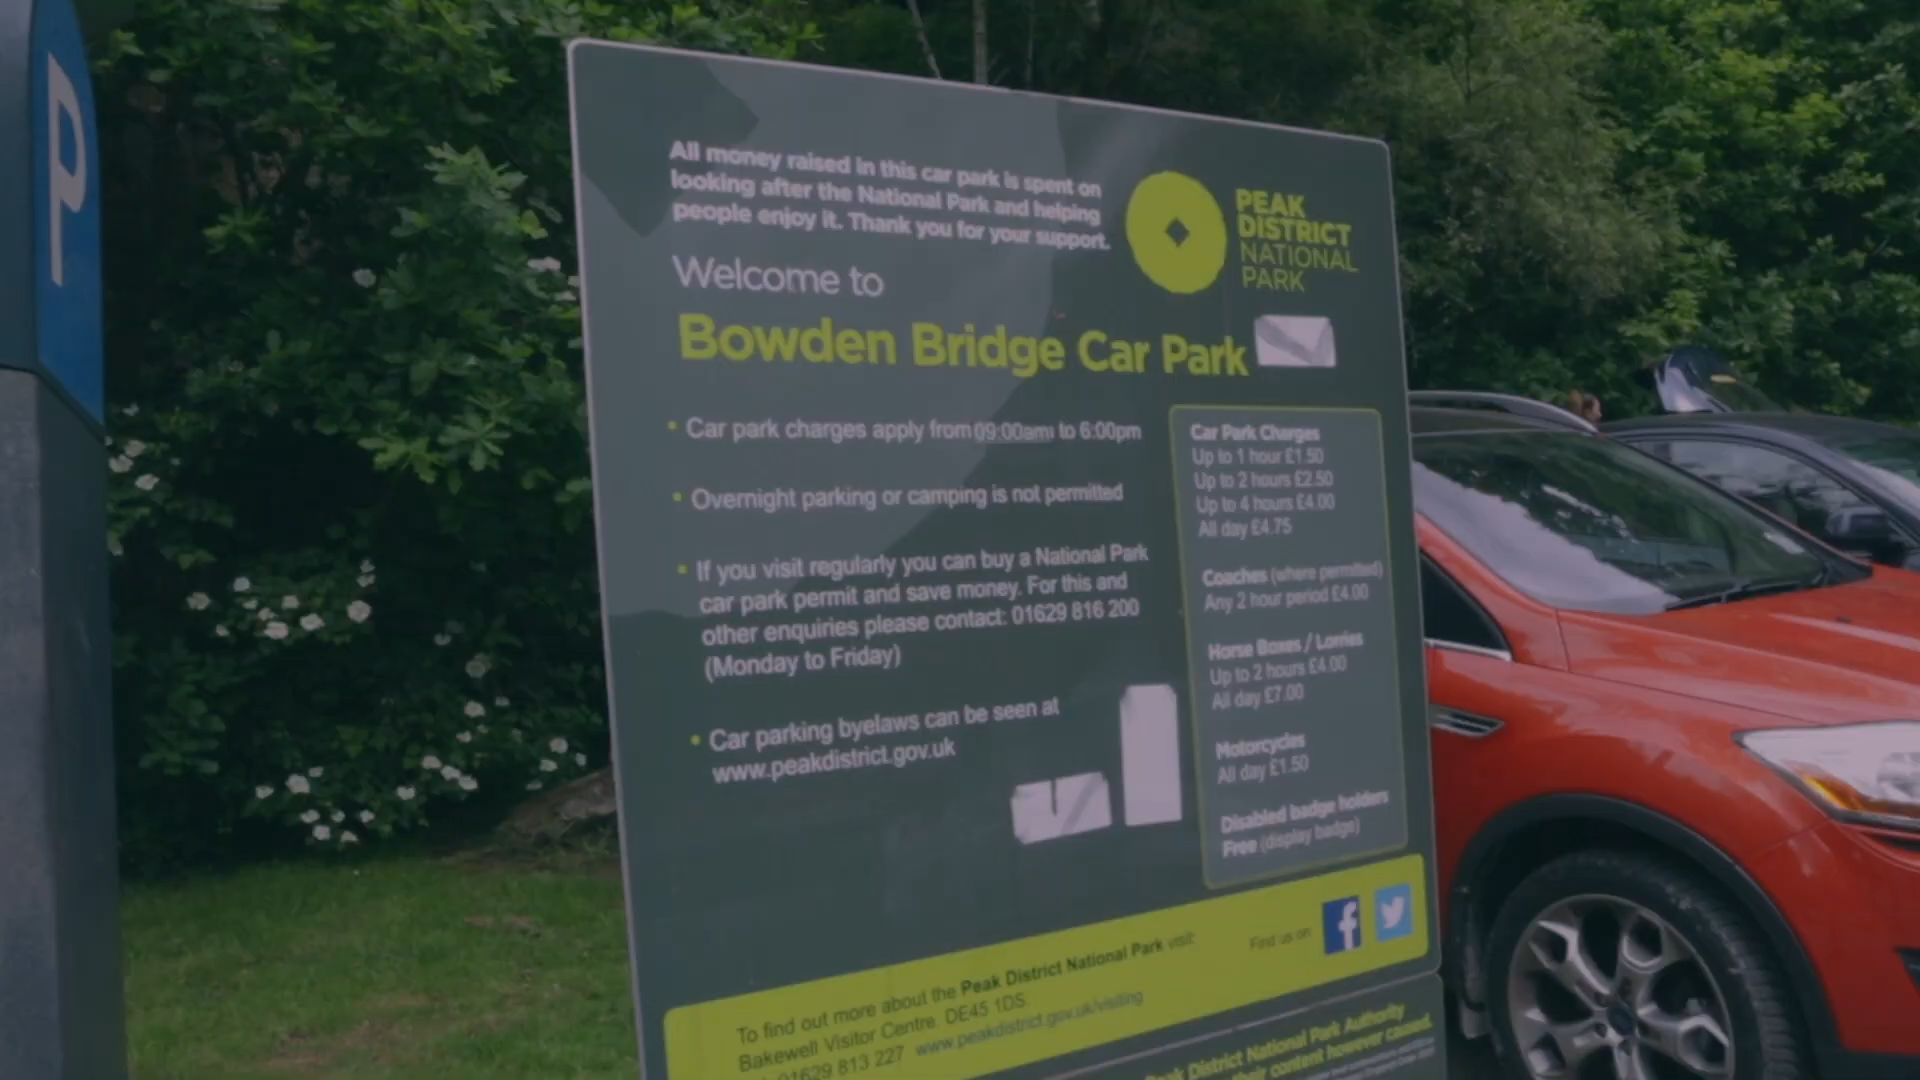 P
All money raised in this car park is spent on
looking after the National Park and helping
people enjoy it. Thank you for your support.
PEAK
DISTRICT
NATIONAL
PARK
Welcome to
Bowden Bridge Car Park
• Car park charges apply from 09:00am to 6:00pm
• Overnight parking or camping is not permitted
• If you visit regularly you can buy a National Park
car park permit and save money. For this and
other enquiries please contact: 01629 816 200
(Monday to Friday)
• Car parking byelaws can be seen at
www.peakdistrict.gov.uk
Car Park Charges
Up to 1 hour £1.50
Up to 2 hours £2.50
Up to 4 hours £4.00
All day £4.75
Coaches (where permitted)
Any 2 hour period £4.00
Horse Boxes / Lorries
Up to 2 hours £4.00
All day £7.00
Motorcycles
All day £1.50
Disabled badge holders
Free (display badge)
To find out more about the Peak District National Park visit:
Bakewell Visitor Centre. DE45 1DS.
01629 813 227 www.peakdistrict.gov.uk/visiting
Find us on
District National Park Authority
their content however caused.